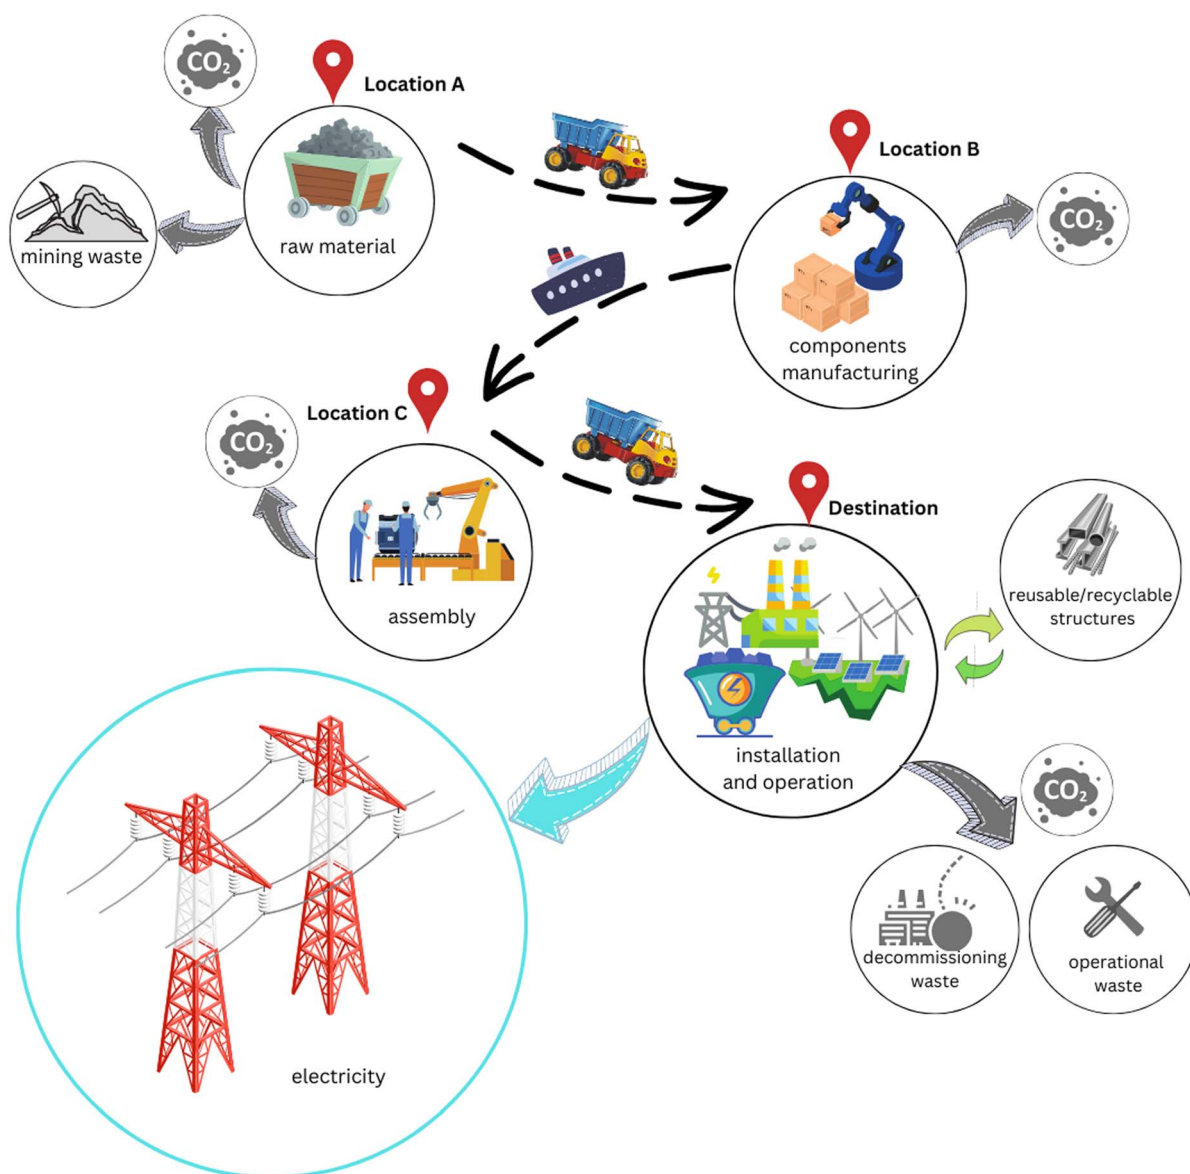 CO₂
Location A
raw material
mining waste
Location B
CO₂
components
manufacturing
Location C
CO₂
assembly
Destination
installation
and operation
reusable/recyclable
structures
CO₂
decommissioning
waste
operational
waste
electricity